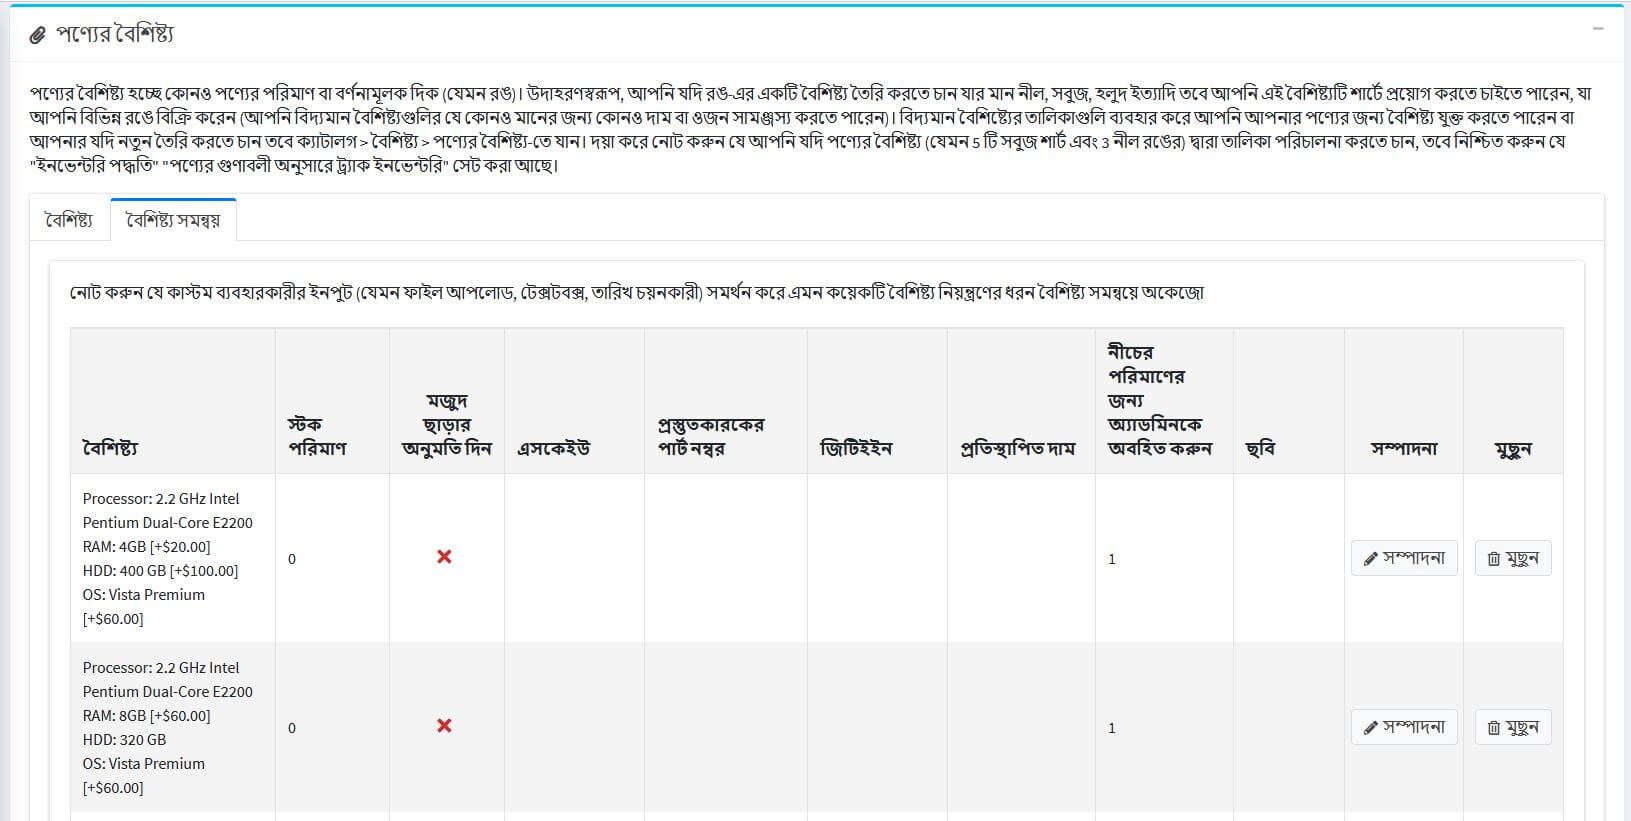 পণ্যের বৈশিষ্ট্য
পণ্যের বৈশিষ্ট্য হচ্ছে কোনও পণ্যের পরিমাণ বা বর্ণনামূলক দিক (যেমন রঙ)। উদাহরণস্বরূপ, আপনি যদি রঙ-এর একটি বৈশিষ্ট্য তৈরি করতে চান যার মান নীল, সবুজ, হলুদ ইত্যাদি তবে আপনি এই বৈশিষ্ট্যটি শার্টে প্রয়োগ করতে চাইতে পারেন, যা
আপনি বিভিন্ন রঙে বিক্রি করেন (আপনি বিদ্যমান বৈশিষ্ট্যগুলির যে কোনও মানের জন্য কোনও দাম বা ওজন সামঞ্জস্য করতে পারেন)। বিদ্যমান বৈশিষ্ট্যের তালিকাগুলি ব্যবহার করে আপনি আপনার পণ্যের জন্য বৈশিষ্ট্য যুক্ত করতে পারেন বা
আপনার যদি নতুন তৈরি করতে চান তবে ক্যাটালগ > বৈশিষ্ট্য > পণ্যের বৈশিষ্ট্য-তে যান। দয়া করে নোট করুন যে আপনি যদি পণ্যের বৈশিষ্ট্য (যেমন 5 টি সবুজ শার্ট এবং 3 নীল রঙের) দ্বারা তালিকা পরিচালনা করতে চান, তবে নিশ্চিত করুন যে
"ইনভেন্টরি পদ্ধতি" "পণ্যের গুণাবলী অনুসারে ট্র্যাক ইনভেন্টরি" সেট করা আছে।
বৈশিষ্ট্য
বৈশিষ্ট্য সমন্বয়
নোট করুন যে কাস্টম ব্যবহারকারীর ইনপুট (যেমন ফাইল আপলোড, টেক্সটবক্স, তারিখ চয়নকারী) সমর্থন করে এমন কয়েকটি বৈশিষ্ট্য নিয়ন্ত্রণের ধরন বৈশিষ্ট্য সমন্বয়ে অকেজো
বৈশিষ্ট্য
স্টক
পরিমাণ
মজুদ
ছাড়ার
অনুমতি দিন
এসকেইউ
প্রস্তুতকারকের
পার্ট নম্বর
জিটিইইন
প্রতিস্থাপিত দাম
নীচের
পরিমাণের
জন্য
অ্যাডমিনকে
অবহিত করুন
ছবি
সম্পাদনা
মুছুন
Processor: 2.2 GHz Intel
Pentium Dual-Core E2200
RAM: 4GB [+$20.00]
HDD: 400 GB [+$100.00]
OS: Vista Premium
[+$60.00]
0
1
সম্পাদনা
মুছুন
Processor: 2.2 GHz Intel
Pentium Dual-Core E2200
RAM: 8GB [+$60.00]
HDD: 320 GB
OS: Vista Premium
[+$60.00]
0
1
সম্পাদনা
মুছুন